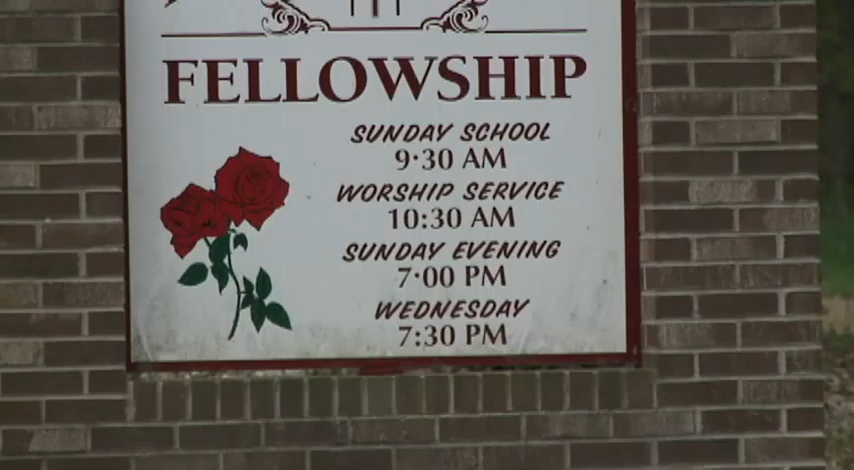 FELLOWSHIP
SUNDAY SCHOOL
9:30 AM
WORSHIP SERVICE
10:30 AM
SUNDAY EVENING
7:00 PM
WEDNESDAY
7:30 PM